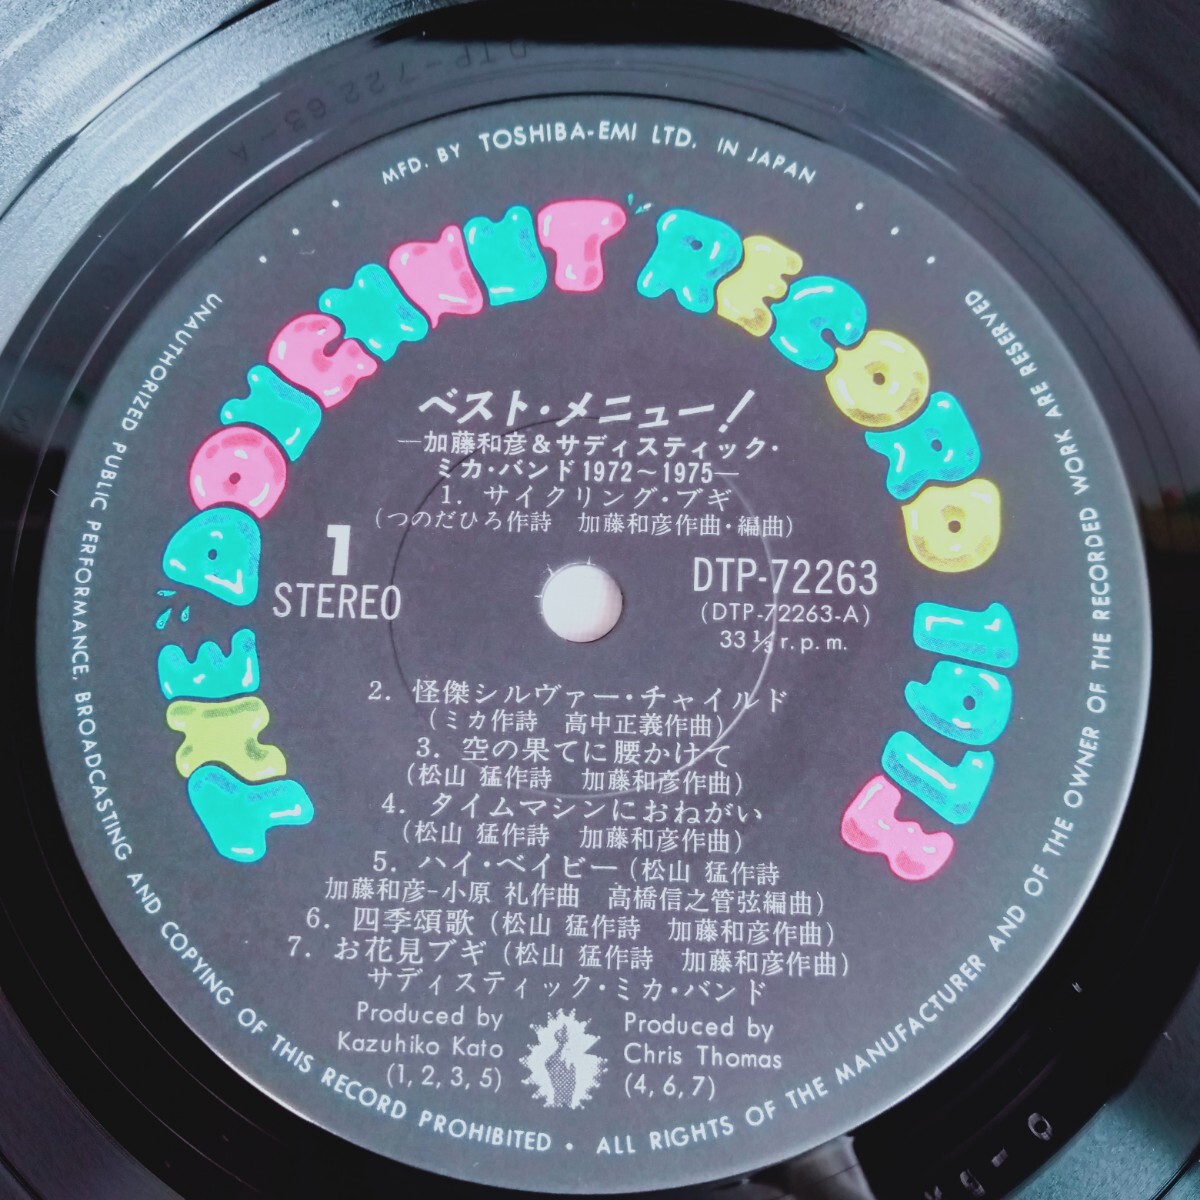 DTP-72263-A
MFD. BY TOSHIBA-EMI LTD. IN JAPAN
THE DOUGHNUT RECORD 1972
ベスト・メニュー!
—加藤和彦&サディスティック・
ミカ・バンド1972〜1975—
1. サイクリング・ブギ
(つのだひろ作詩 加藤和彦作曲・編曲)
1
STEREO
DTP-72263
(DTP-72263-A)
33 1/3 r.p.m.
2. 怪傑シルヴァー・チャイルド
(ミカ作詩 高中正義作曲)
3. 空の果てに腰かけて
(松山 猛作詩 加藤和彦作曲)
4. タイムマシンにおねがい
(松山 猛作詩 加藤和彦作曲)
5. ハイ・ベイビー(松山 猛作詩
加藤和彦-小原 礼作曲 高橋信之管弦編曲)
6. 四季頌歌(松山 猛作詩 加藤和彦作曲)
7. お花見ブギ(松山 猛作詩 加藤和彦作曲)
サディスティック・ミカ・バンド
Produced by
Kazuhiko Kato
(1, 2, 3, 5)
Produced by
Chris Thomas
(4, 6, 7)
UNAUTHORIZED PUBLIC PERFORMANCE, BROADCASTING AND COPYING OF THIS RECORD PROHIBITED • ALL RIGHTS OF THE MANUFACTURER AND OF THE OWNER OF THE RECORDED WORK ARE RESERVED